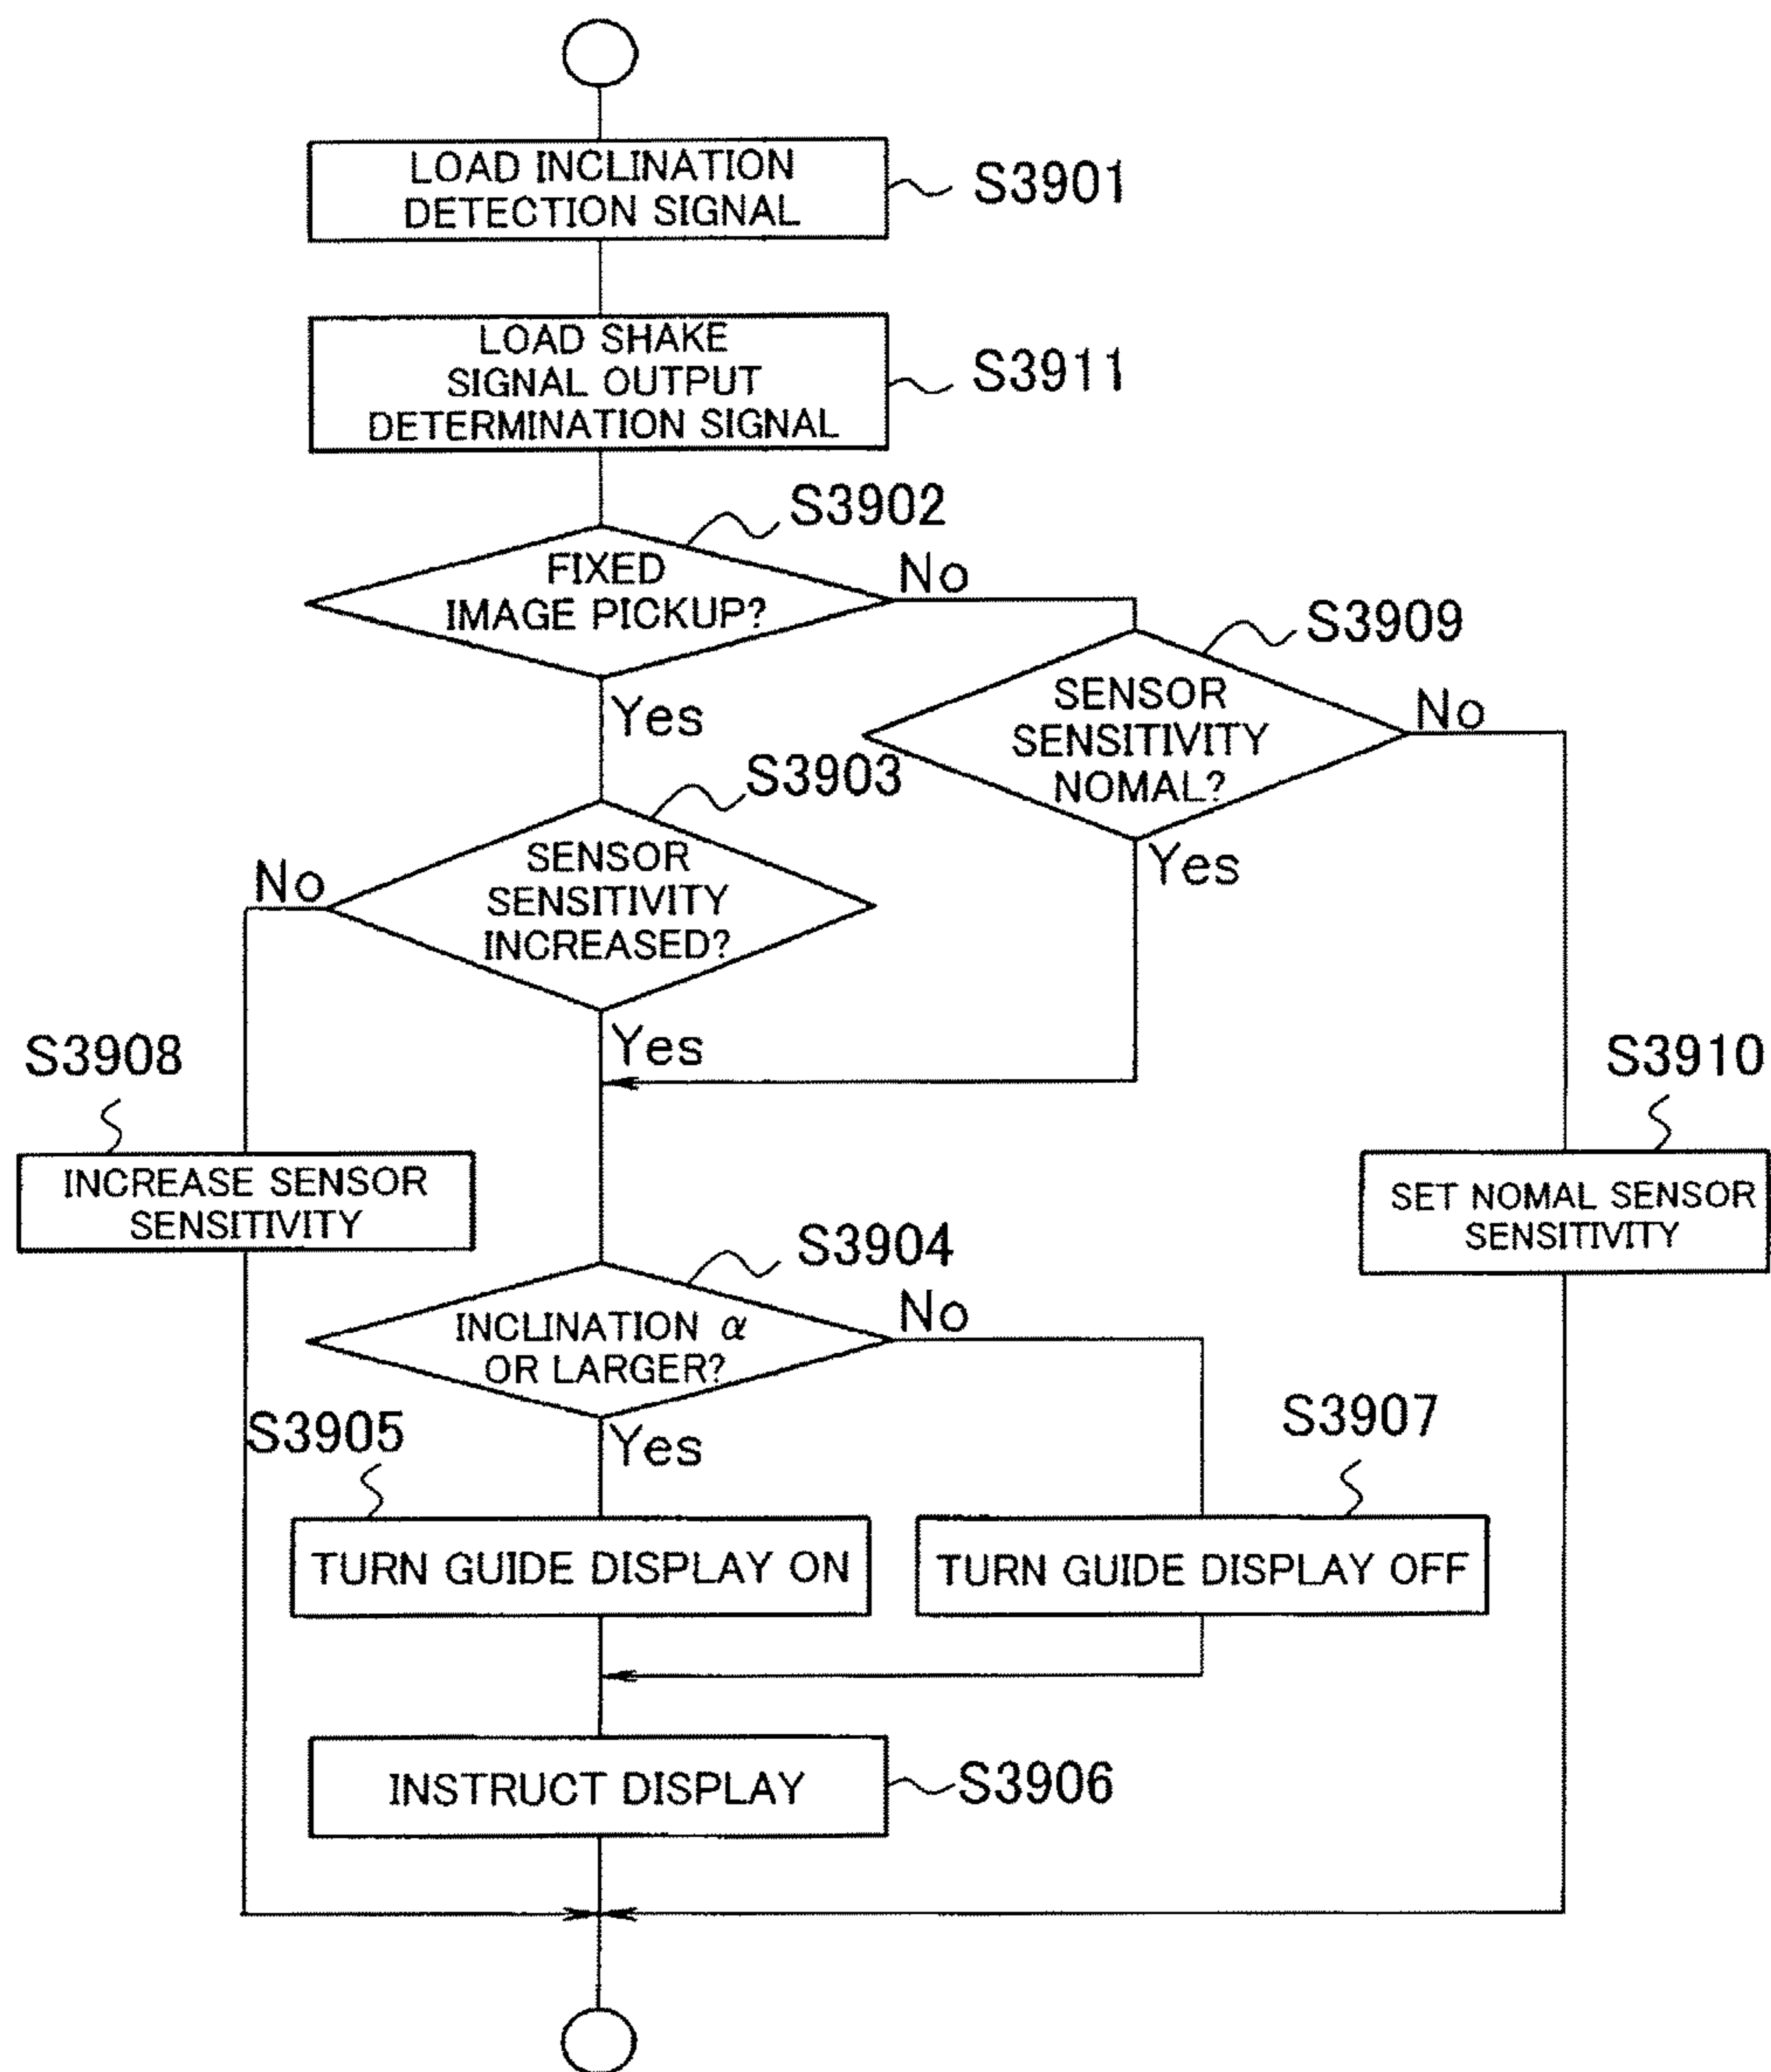 LOAD INCLINATION
DETECTION SIGNAL
S3901
LOAD SHAKE
SIGNAL OUTPUT
DETERMINATION SIGNAL
S3911
S3902
FIXED
IMAGE PICKUP?
No
Yes
S3909
SENSOR
SENSITIVITY
NOMAL?
No
Yes
S3903
SENSOR
SENSITIVITY
INCREASED?
No
Yes
S3908
INCREASE SENSOR
SENSITIVITY
S3910
SET NOMAL SENSOR
SENSITIVITY
S3904
INCLINATION α
OR LARGER?
No
Yes
S3905
TURN GUIDE DISPLAY ON
S3907
TURN GUIDE DISPLAY OFF
INSTRUCT DISPLAY
S3906